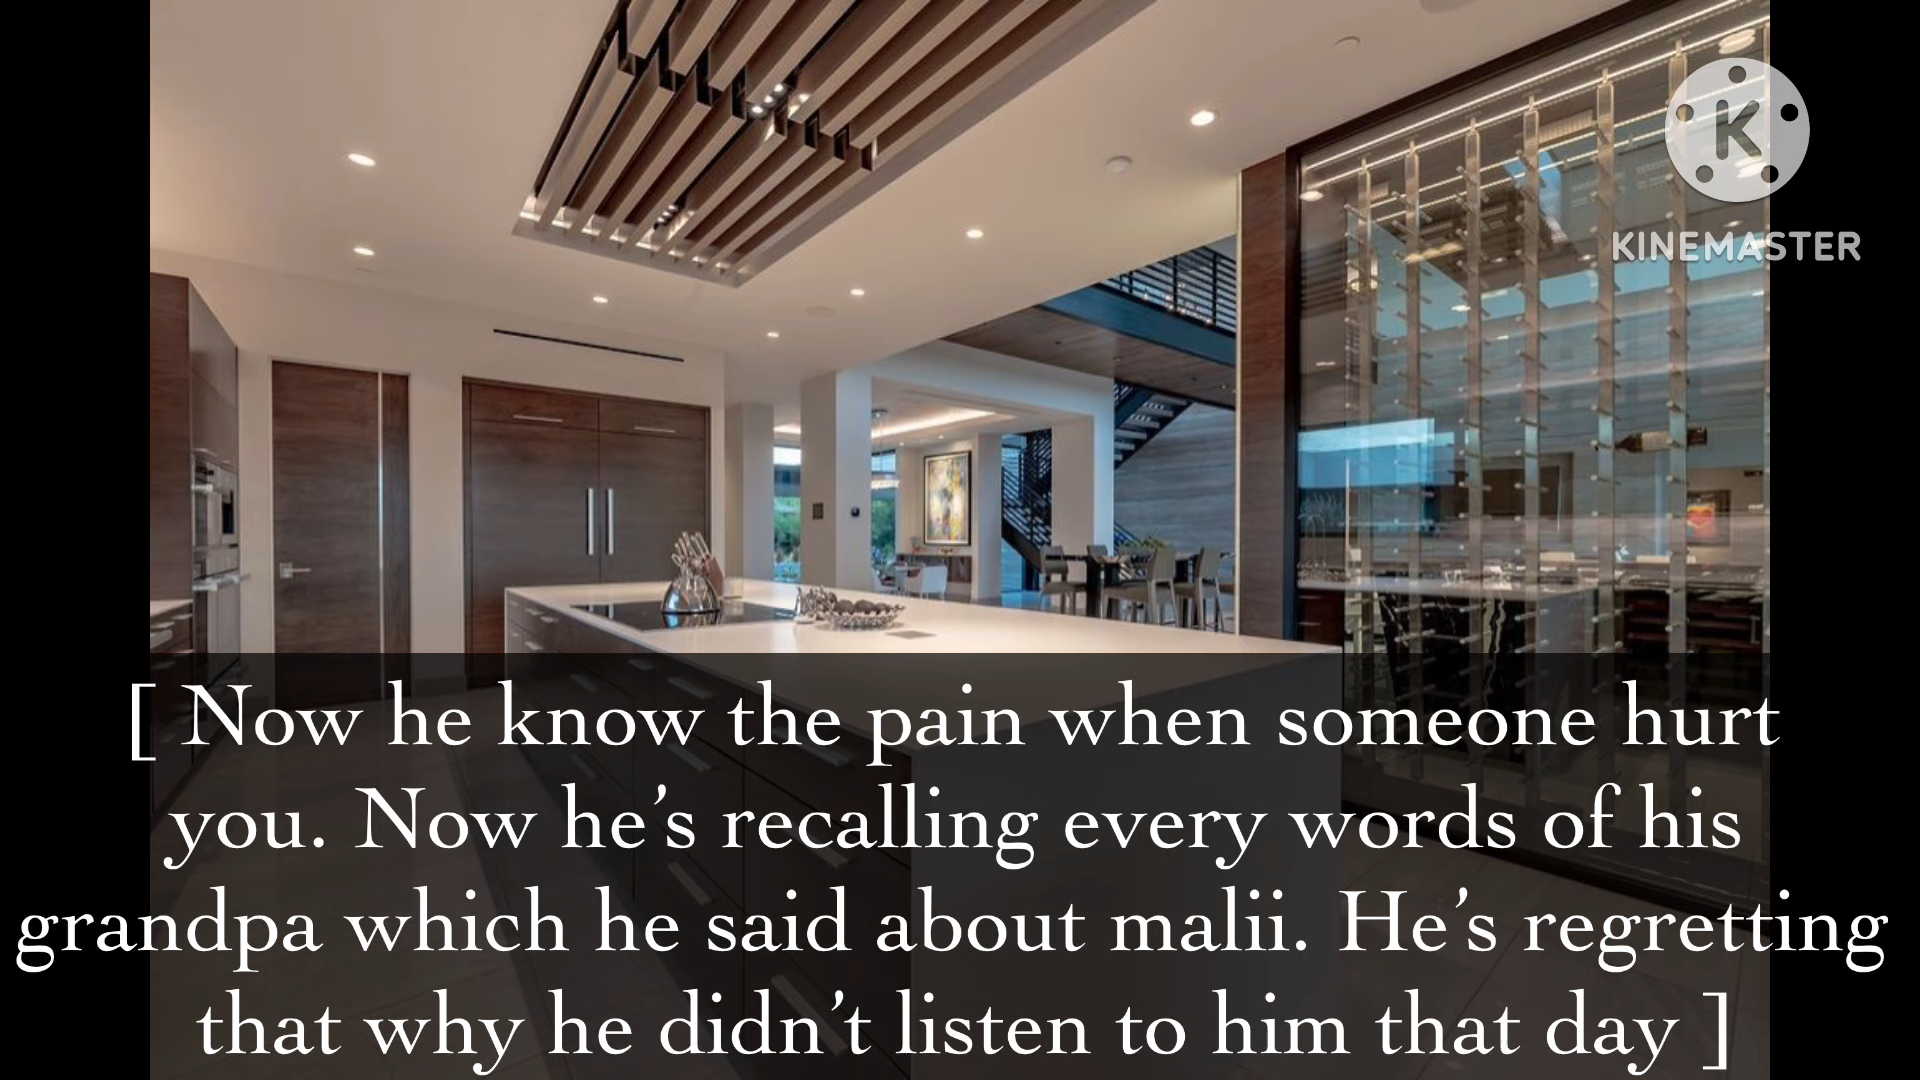 K
KINEMASTER
[ Now he know the pain when someone hurt
you. Now he’s recalling every words of his
grandpa which he said about malii. He’s regretting
that why he didn’t listen to him that day ]